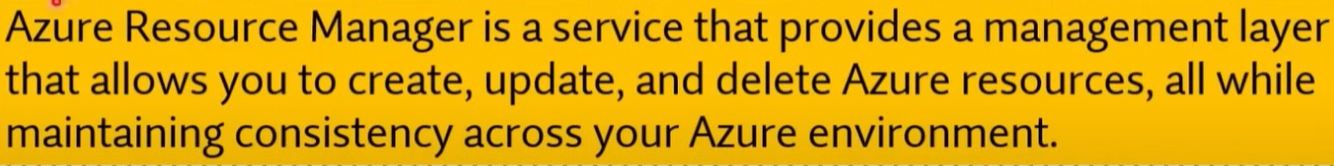 Azure Resource Manager is a service that provides a management layer
that allows you to create, update, and delete Azure resources, all while
maintaining consistency across your Azure environment.